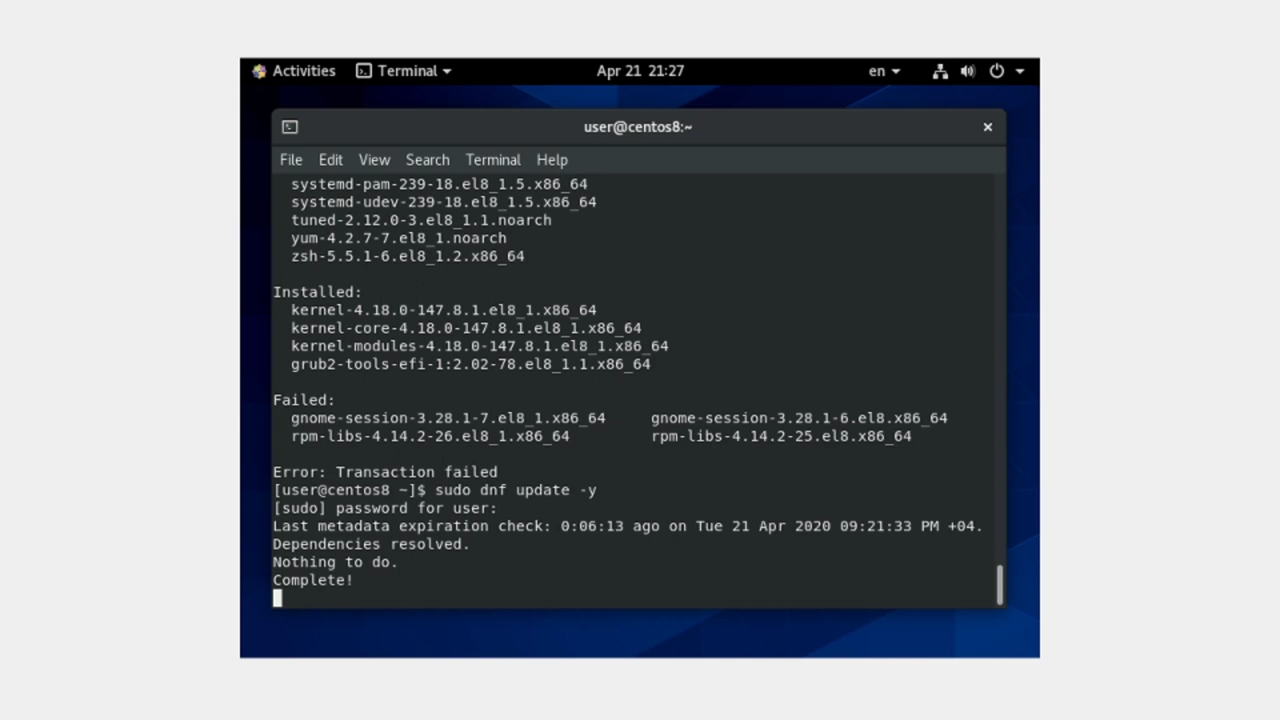 Activities Terminal Apr 21 21:27 en
user@centos8:~
File Edit View Search Terminal Help
systemd-pam-239-18.el8_1.5.x86_64
systemd-udev-239-18.el8_1.5.x86_64
tuned-2.12.0-3.el8_1.1.noarch
yum-4.2.7-7.el8_1.noarch
zsh-5.5.1-6.el8_1.2.x86_64
Installed:
kernel-4.18.0-147.8.1.el8_1.x86_64
kernel-core-4.18.0-147.8.1.el8_1.x86_64
kernel-modules-4.18.0-147.8.1.el8_1.x86_64
grub2-tools-efi-1:2.02-78.el8_1.1.x86_64
Failed:
gnome-session-3.28.1-7.el8_1.x86_64 gnome-session-3.28.1-6.el8.x86_64
rpm-libs-4.14.2-26.el8_1.x86_64 rpm-libs-4.14.2-25.el8.x86_64
Error: Transaction failed
[user@centos8 ~]$ sudo dnf update -y
[sudo] password for user:
Last metadata expiration check: 0:06:13 ago on Tue 21 Apr 2020 09:21:33 PM +04.
Dependencies resolved.
Nothing to do.
Complete!